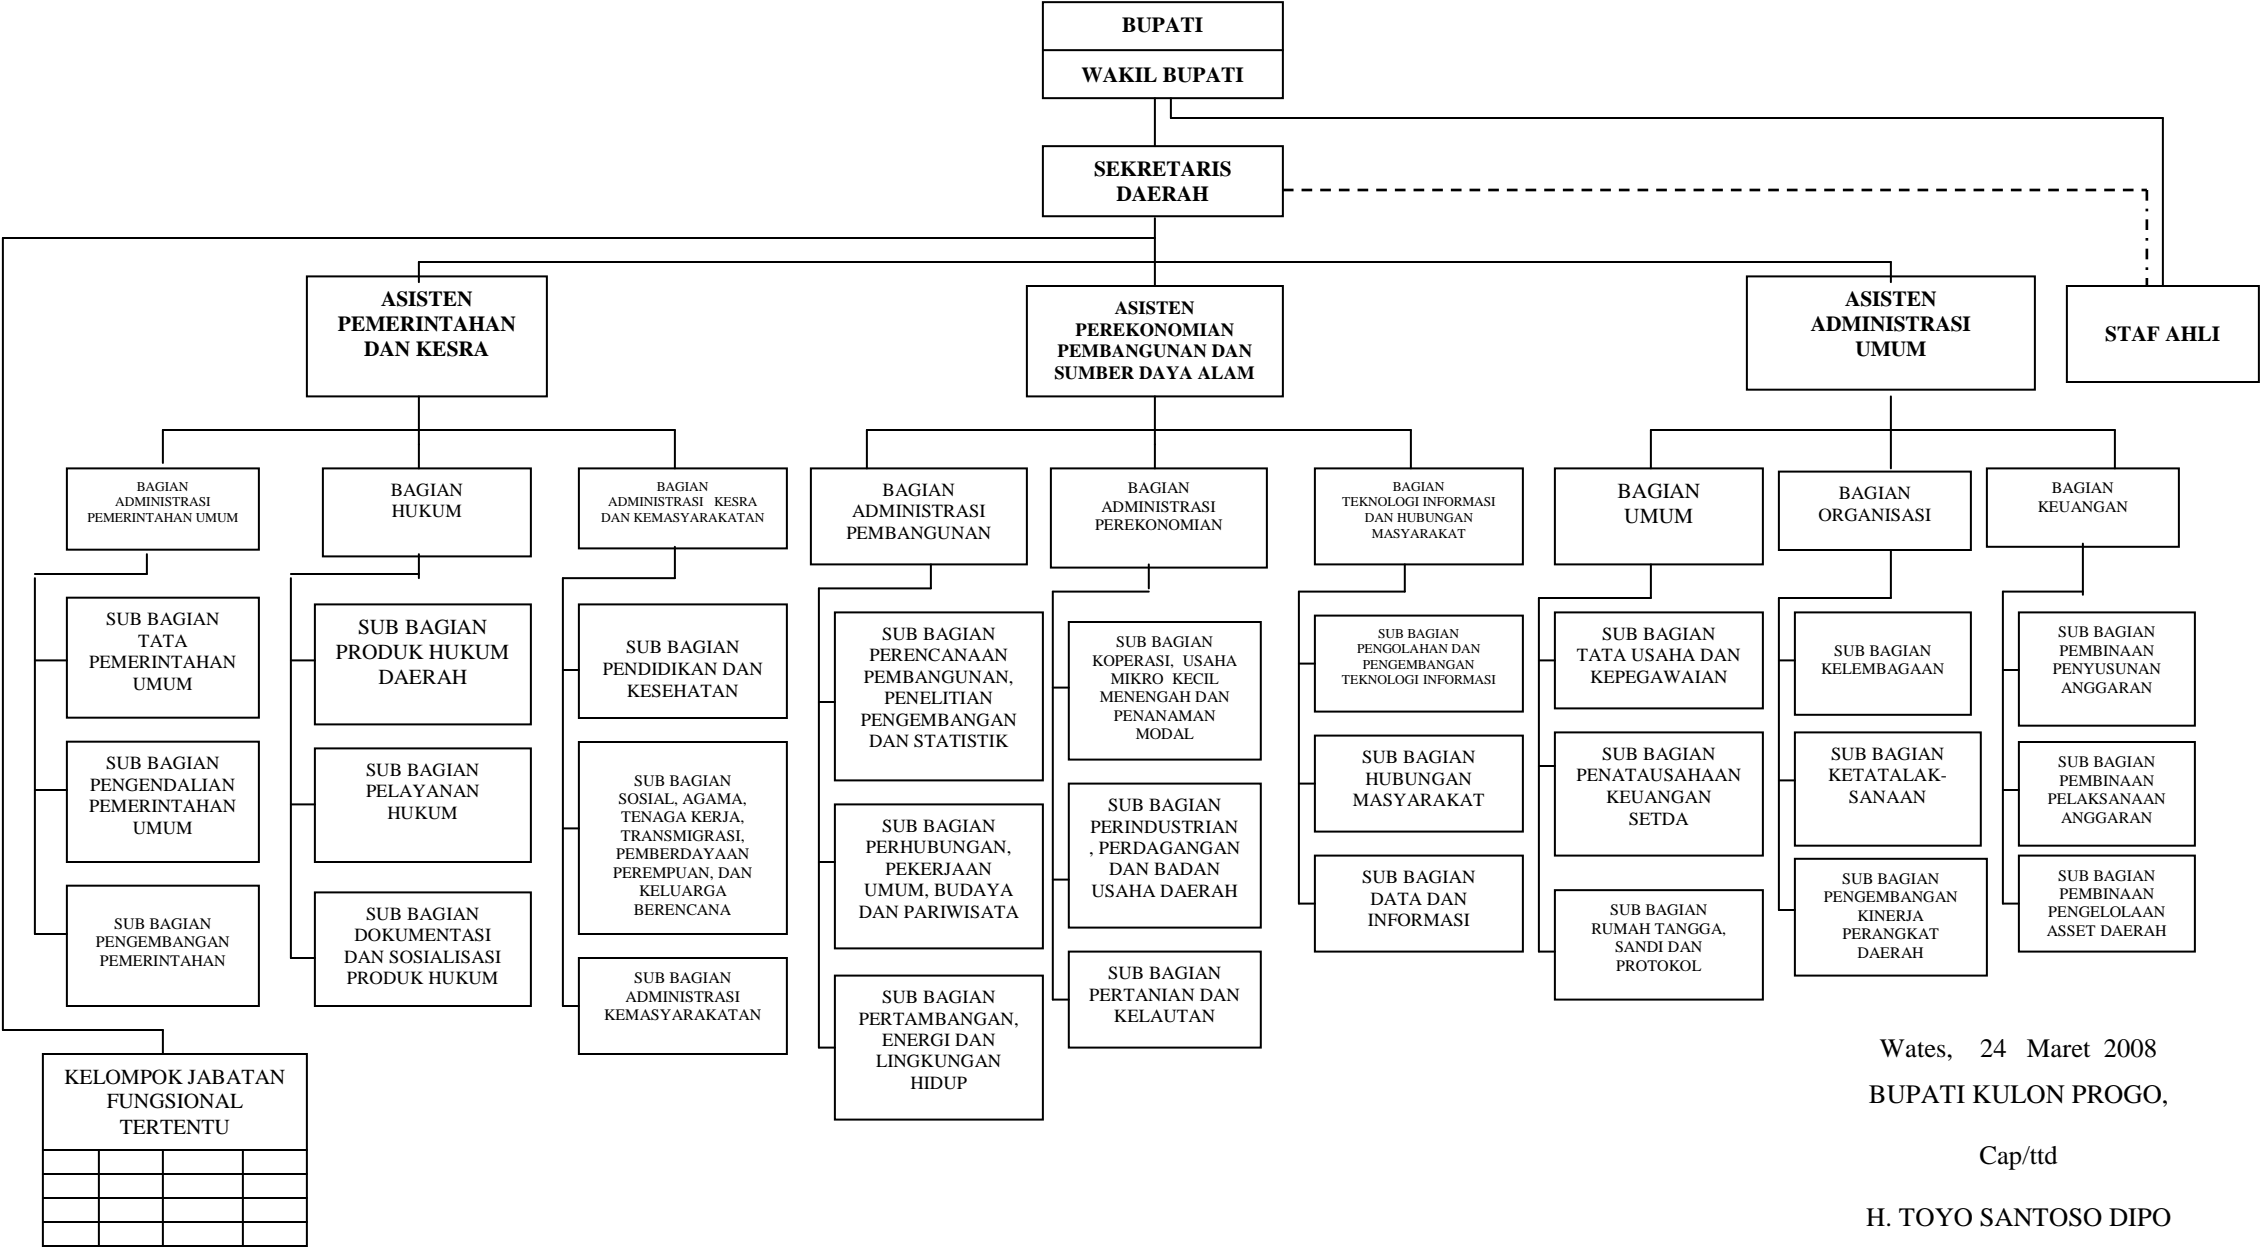 BUPATI
WAKIL BUPATI
SEKRETARIS
DAERAH
ASISTEN
PEMERINTAHAN
DAN KESRA
ASISTEN
PEREKONOMIAN
PEMBANGUNAN DAN
SUMBER DAYA ALAM
ASISTEN
ADMINISTRASI
UMUM
STAF AHLI
BAGIAN
ADMINISTRASI
PEMERINTAHAN UMUM
BAGIAN
HUKUM
BAGIAN
ADMINISTRASI KESRA
DAN KEMASYARAKATAN
BAGIAN
ADMINISTRASI
PEMBANGUNAN
BAGIAN
ADMINISTRASI
PEREKONOMIAN
BAGIAN
TEKNOLOGI INFORMASI
DAN HUBUNGAN
MASYARAKAT
BAGIAN
UMUM
BAGIAN
ORGANISASI
BAGIAN
KEUANGAN
SUB BAGIAN
TATA
PEMERINTAHAN
UMUM
SUB BAGIAN
PENGENDALIAN
PEMERINTAHAN
UMUM
SUB BAGIAN
PENGEMBANGAN
PEMERINTAHAN
SUB BAGIAN
PRODUK HUKUM
DAERAH
SUB BAGIAN
PELAYANAN
HUKUM
SUB BAGIAN
DOKUMENTASI
DAN SOSIALISASI
PRODUK HUKUM
SUB BAGIAN
PENDIDIKAN DAN
KESEHATAN
SUB BAGIAN
SOSIAL, AGAMA,
TENAGA KERJA,
TRANSMIGRASI,
PEMBERDAYAAN
PEREMPUAN, DAN
KELUARGA
BERENCANA
SUB BAGIAN
ADMINISTRASI
KEMASYARAKATAN
SUB BAGIAN
PERENCANAAN
PEMBANGUNAN,
PENELITIAN
PENGEMBANGAN
DAN STATISTIK
SUB BAGIAN
PERHUBUNGAN,
PEKERJAAN
UMUM, BUDAYA
DAN PARIWISATA
SUB BAGIAN
PERTAMBANGAN,
ENERGI DAN
LINGKUNGAN
HIDUP
SUB BAGIAN
KOPERASI, USAHA
MIKRO KECIL
MENENGAH DAN
PENANAMAN
MODAL
SUB BAGIAN
PERINDUSTRIAN
, PERDAGANGAN
DAN BADAN
USAHA DAERAH
SUB BAGIAN
PERTANIAN DAN
KELAUTAN
SUB BAGIAN
PENGOLAHAN DAN
PENGEMBANGAN
TEKNOLOGI INFORMASI
SUB BAGIAN
HUBUNGAN
MASYARAKAT
SUB BAGIAN
DATA DAN
INFORMASI
SUB BAGIAN
TATA USAHA DAN
KEPEGAWAIAN
SUB BAGIAN
PENATAUSAHAAN
KEUANGAN
SETDA
SUB BAGIAN
RUMAH TANGGA,
SANDI DAN
PROTOKOL
SUB BAGIAN
KELEMBAGAAN
SUB BAGIAN
KETATALAK-
SANAAN
SUB BAGIAN
PENGEMBANGAN
KINERJA
PERANGKAT
DAERAH
SUB BAGIAN
PEMBINAAN
PENYUSUNAN
ANGGARAN
SUB BAGIAN
PEMBINAAN
PELAKSANAAN
ANGGARAN
SUB BAGIAN
PEMBINAAN
PENGELOLAAN
ASSET DAERAH
KELOMPOK JABATAN
FUNGSIONAL
TERTENTU
Wates, 24 Maret 2008
BUPATI KULON PROGO,
Cap/ttd
H. TOYO SANTOSO DIPO